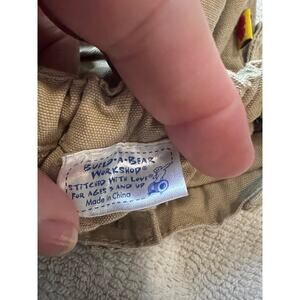 BUILD-A-BEAR
WORKSHOP®
STITCHED WITH LOVE
FOR AGES 3 AND UP
Made in China